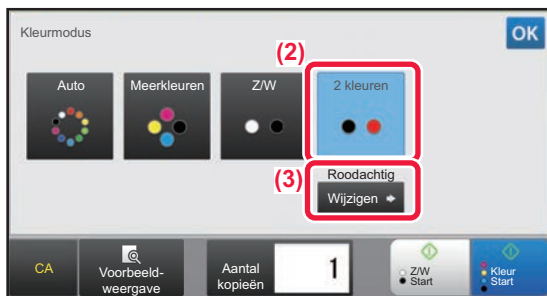 Kleurmodus
OK
(2)
Auto
Meerkleuren
Z/W
2 kleuren
(3)
Roodachtig
Wijzigen
CA
Voorbeeld-
weergave
Aantal
kopieën
1
Z/W
Start
Kleur
Start